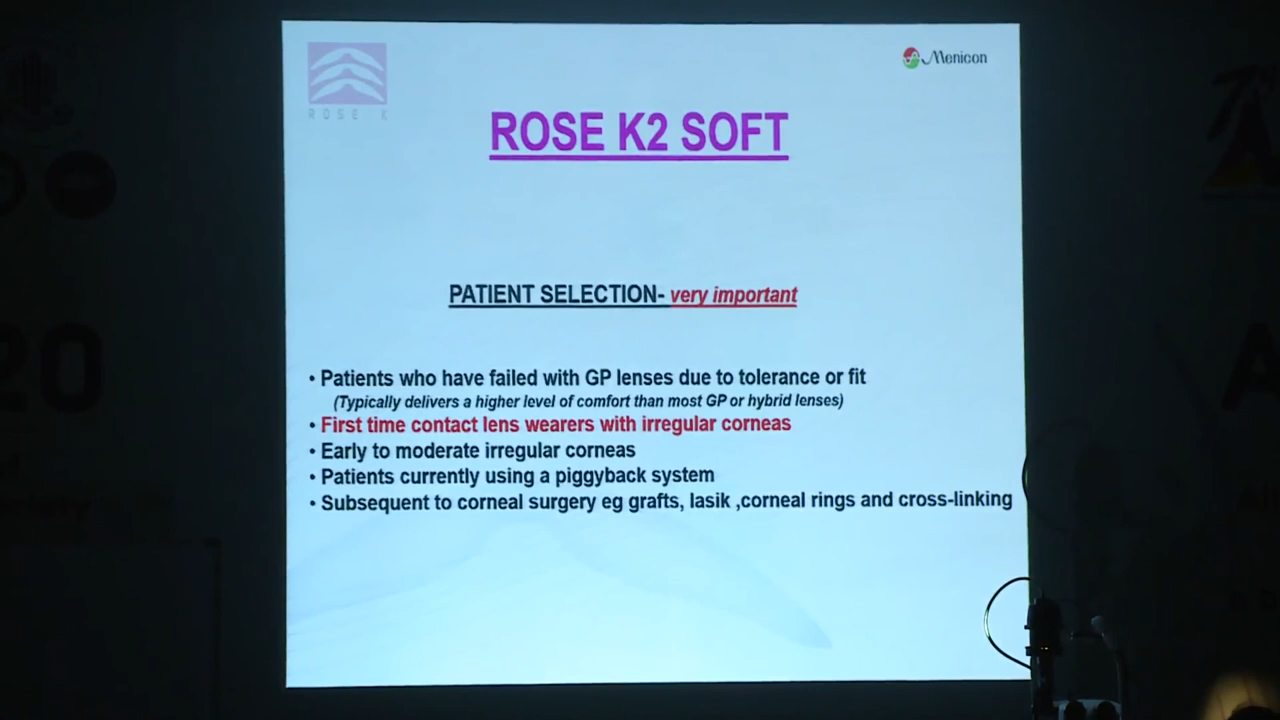 ROSE K
Menicon
ROSE K2 SOFT
PATIENT SELECTION- very important
• Patients who have failed with GP lenses due to tolerance or fit
(Typically delivers a higher level of comfort than most GP or hybrid lenses)
• First time contact lens wearers with irregular corneas
• Early to moderate irregular corneas
• Patients currently using a piggyback system
• Subsequent to corneal surgery eg grafts, lasik ,corneal rings and cross-linking
20